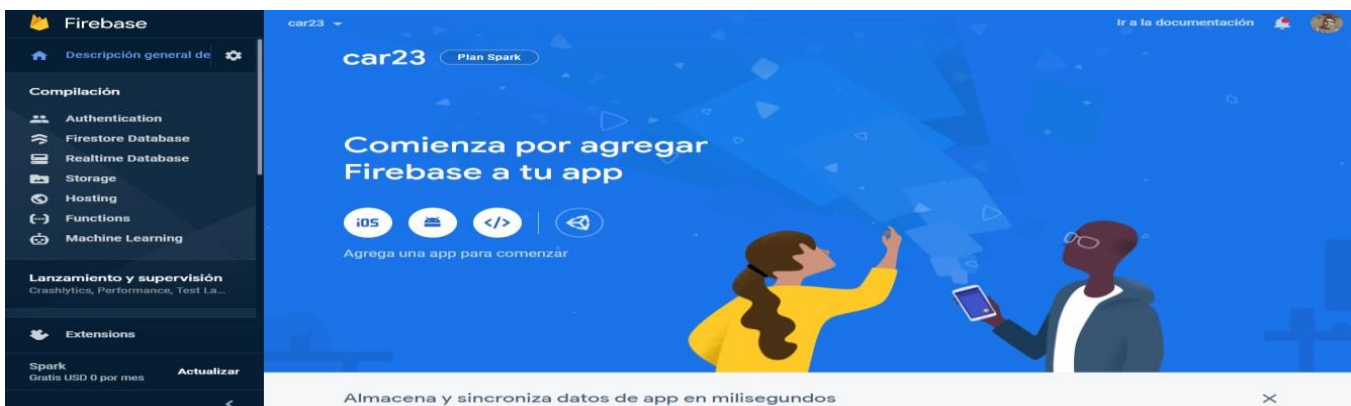 Firebase
Descripción general de
Compilación
Authentication
Firestore Database
Realtime Database
Storage
Hosting
Functions
Machine Learning
Lanzamiento y supervisión
Crashlytics, Performance, Test La...
Extensions
Spark
Gratis USD 0 por mes
Actualizar
car23
Ir a la documentación
car23
Plan Spark
Comienza por agregar
Firebase a tu app
iOS
Agrega una app para comenzar
Almacena y sincroniza datos de app en milisegundos